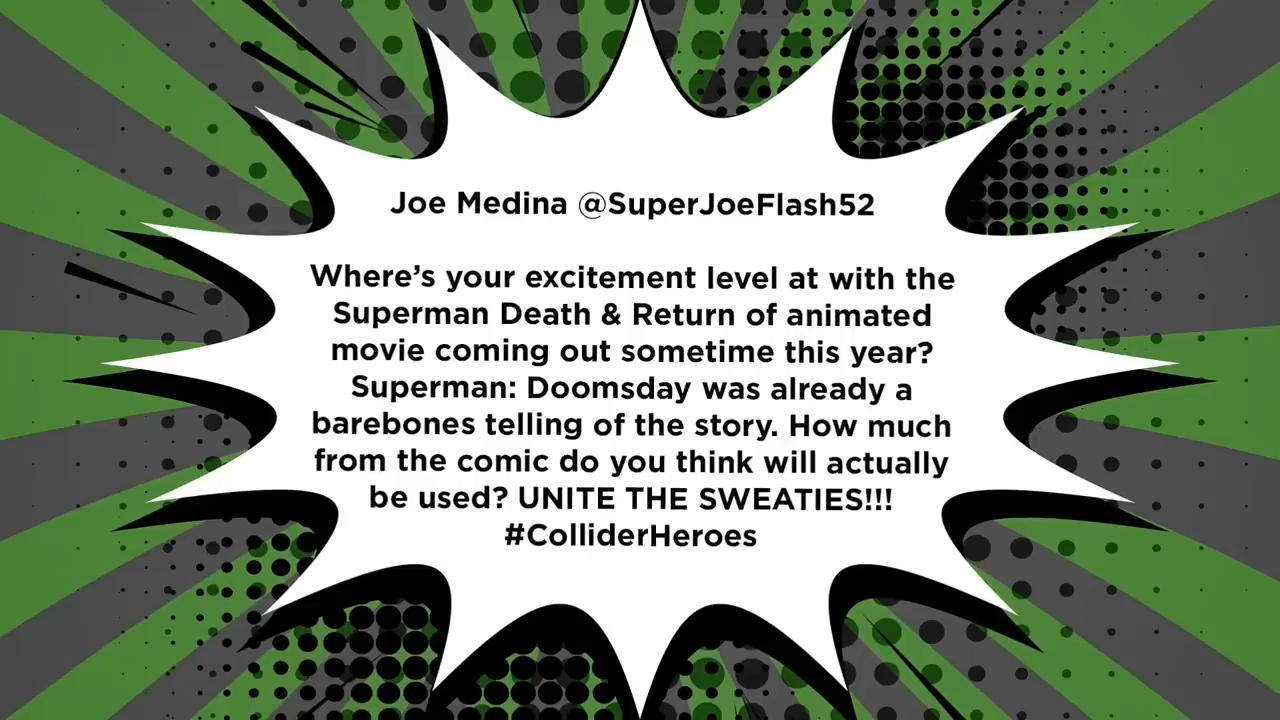 Joe Medina @SuperJoeFlash52
Where’s your excitement level at with the
Superman Death & Return of animated
movie coming out sometime this year?
Superman: Doomsday was already a
barebones telling of the story. How much
from the comic do you think will actually
be used? UNITE THE SWEATIES!!!
#ColliderHeroes